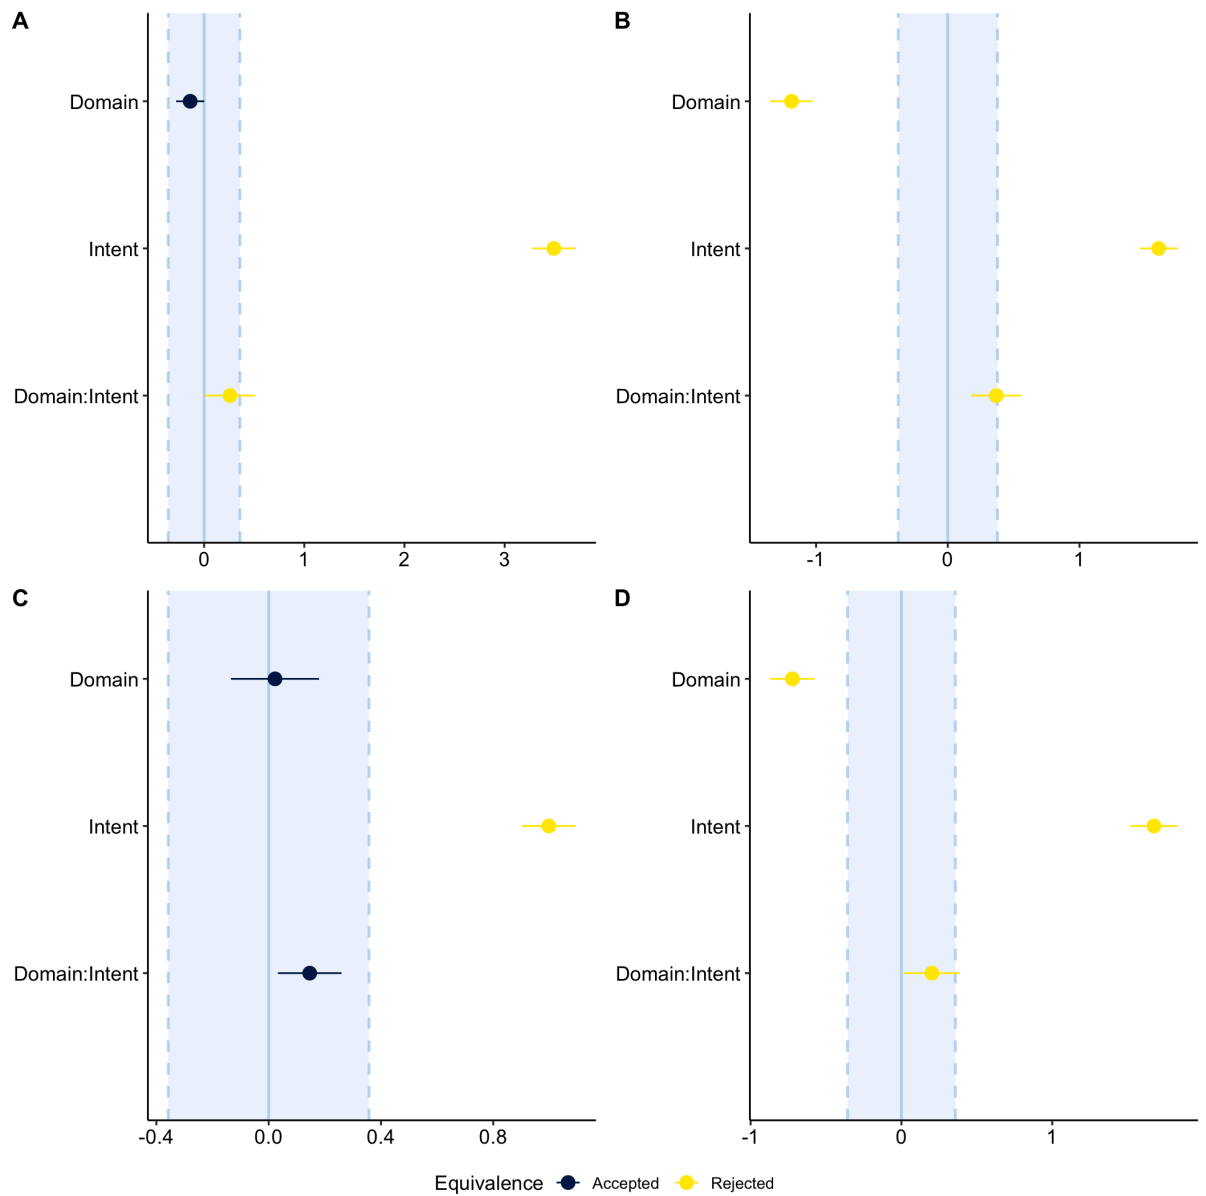 A
Domain
Intent
Domain:Intent
0 1 2 3
B
Domain
Intent
Domain:Intent
-1 0 1
C
Domain
Intent
Domain:Intent
-0.4 0.0 0.4 0.8
D
Domain
Intent
Domain:Intent
-1 0 1
Equivalence Accepted Rejected